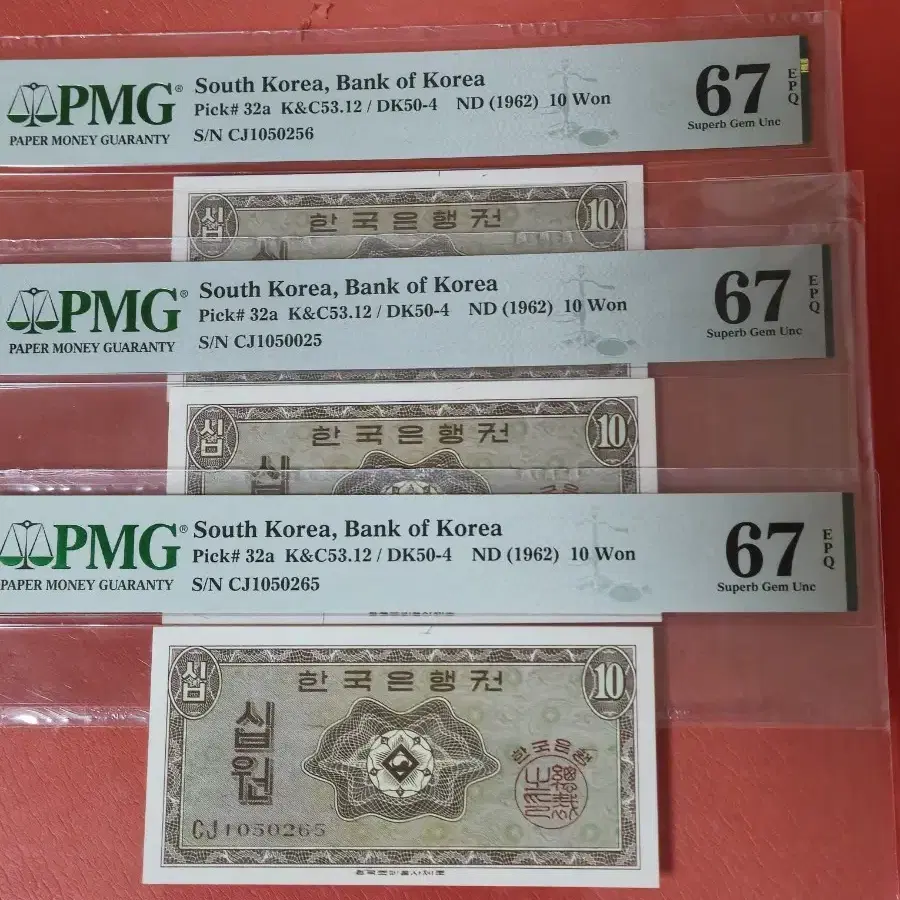 PMG®
PAPER MONEY GUARANTY
South Korea, Bank of Korea
Pick# 32a K&C53.12 / DK50-4 ND (1962) 10 Won
S/N CJ1050256
67 EPQ
Superb Gem Unc
십 한국은행권 10
PMG®
PAPER MONEY GUARANTY
South Korea, Bank of Korea
Pick# 32a K&C53.12 / DK50-4 ND (1962) 10 Won
S/N CJ1050025
67 EPQ
Superb Gem Unc
십 한국은행권 10
십
PMG®
PAPER MONEY GUARANTY
South Korea, Bank of Korea
Pick# 32a K&C53.12 / DK50-4 ND (1962) 10 Won
S/N CJ1050265
67 EPQ
Superb Gem Unc
십 한국은행권 10
십원
한국은행
CJ1050265